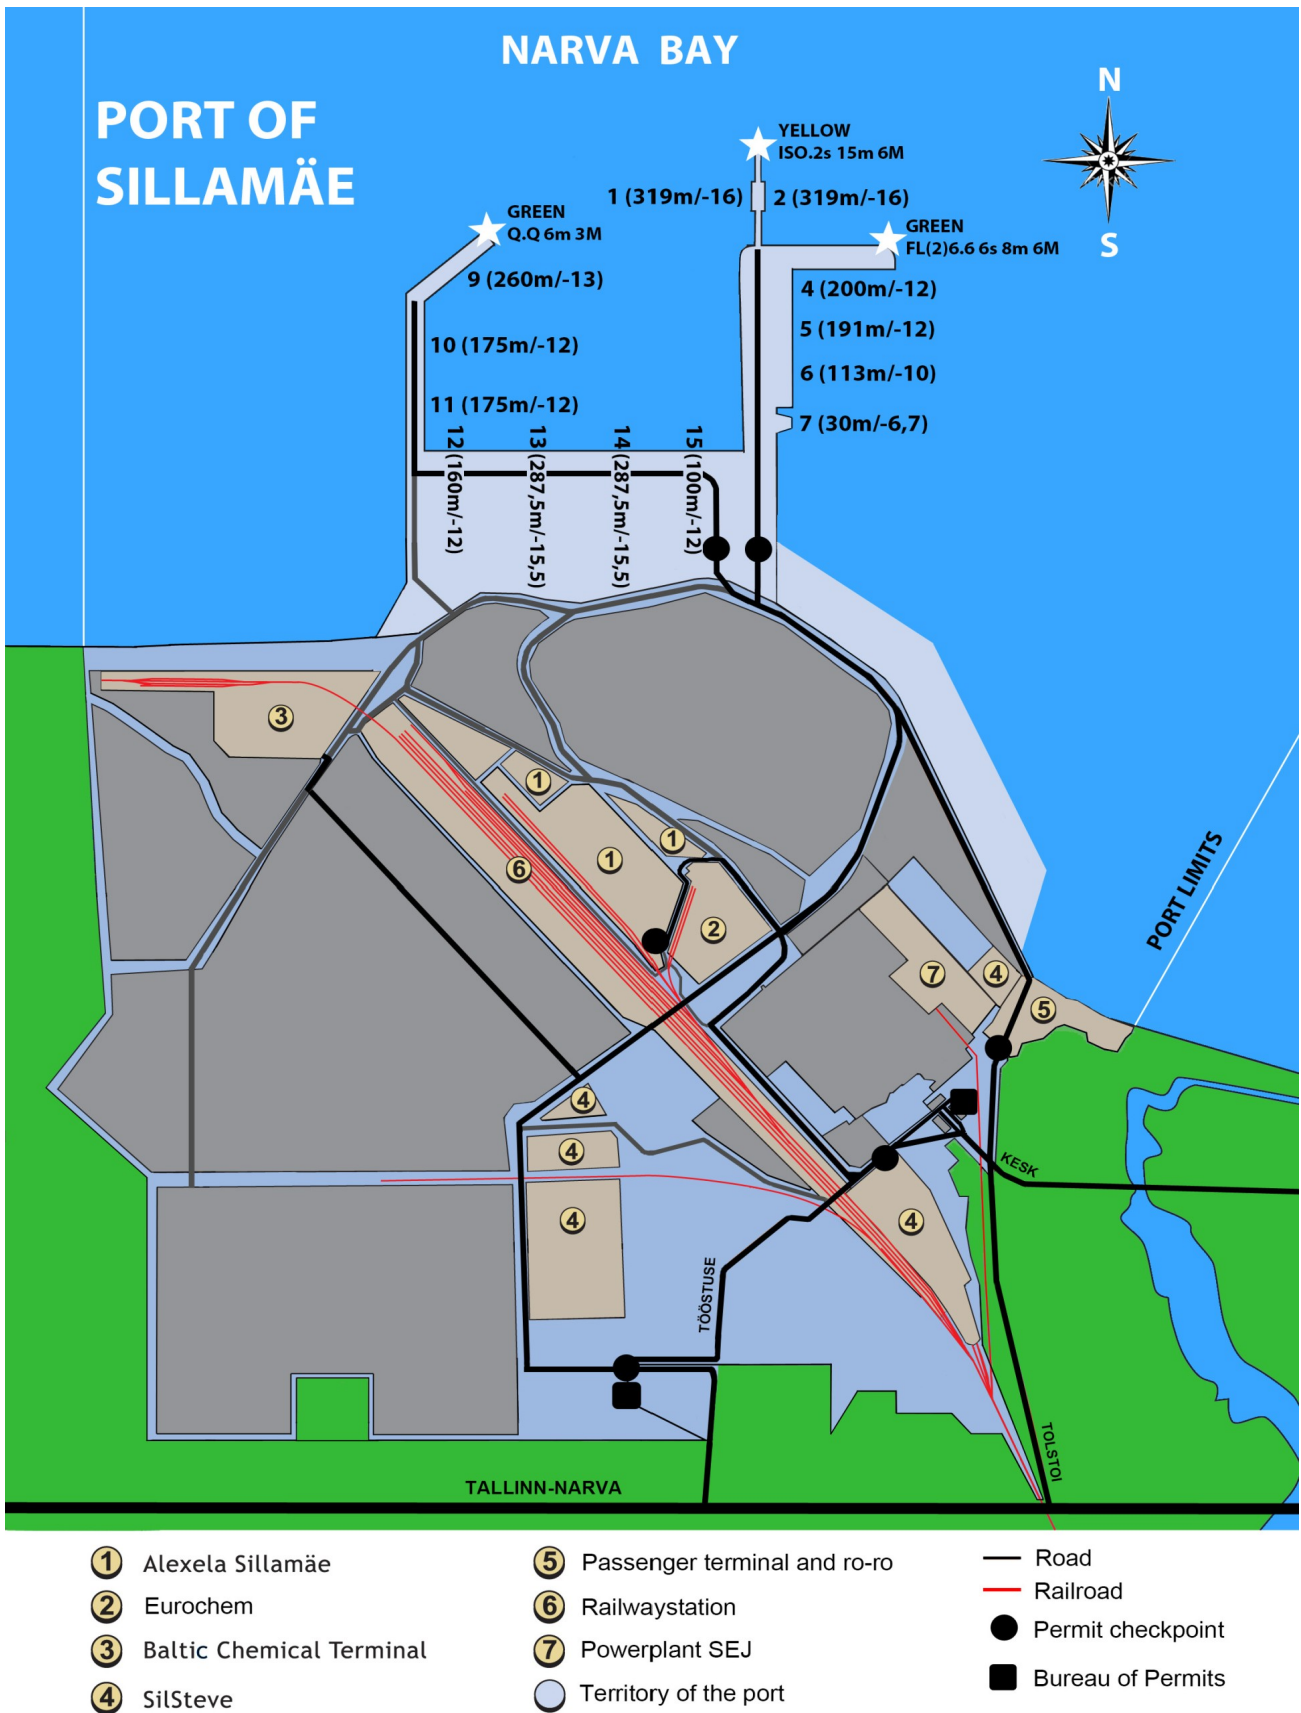 NARVA BAY
PORT OF
SILLAMÄE
N
S
YELLOW
ISO.2s 15m 6M
1 (319m/-16)
2 (319m/-16)
GREEN
Q.Q 6m 3M
GREEN
FL(2)6.6 6s 8m 6M
9 (260m/-13)
4 (200m/-12)
5 (191m/-12)
10 (175m/-12)
6 (113m/-10)
11 (175m/-12)
7 (30m/-6,7)
12 (160m/-12)
13 (287,5m/-15,5)
14 (287,5m/-15,5)
15 (100m/-12)
3
1
1
1
6
2
7
4
5
4
4
4
4
PORT LIMITS
KESK
TÖÖSTUSE
TOLSTOI
TALLINN-NARVA
1 Alexela Sillamäe
2 Eurochem
3 Baltic Chemical Terminal
4 SilSteve
5 Passenger terminal and ro-ro
6 Railwaystation
7 Powerplant SEJ
Territory of the port
Road
Railroad
Permit checkpoint
Bureau of Permits